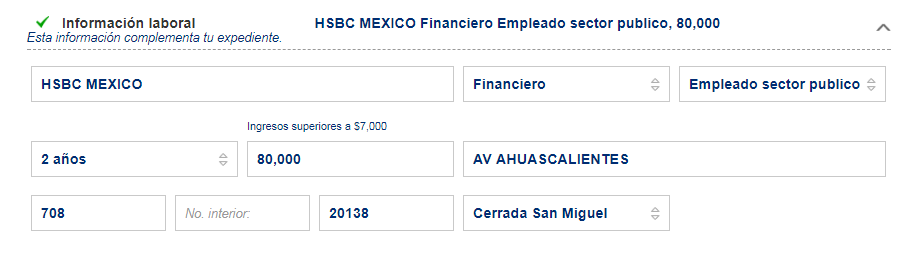 Información laboral HSBC MEXICO Financiero Empleado sector publico, 80,000
Esta información complementa tu expediente.
HSBC MEXICO Financiero Empleado sector publico
Ingresos superiores a $7,000
2 años 80,000 AV AHUASCALIENTES
708 No. interior: 20138 Cerrada San Miguel